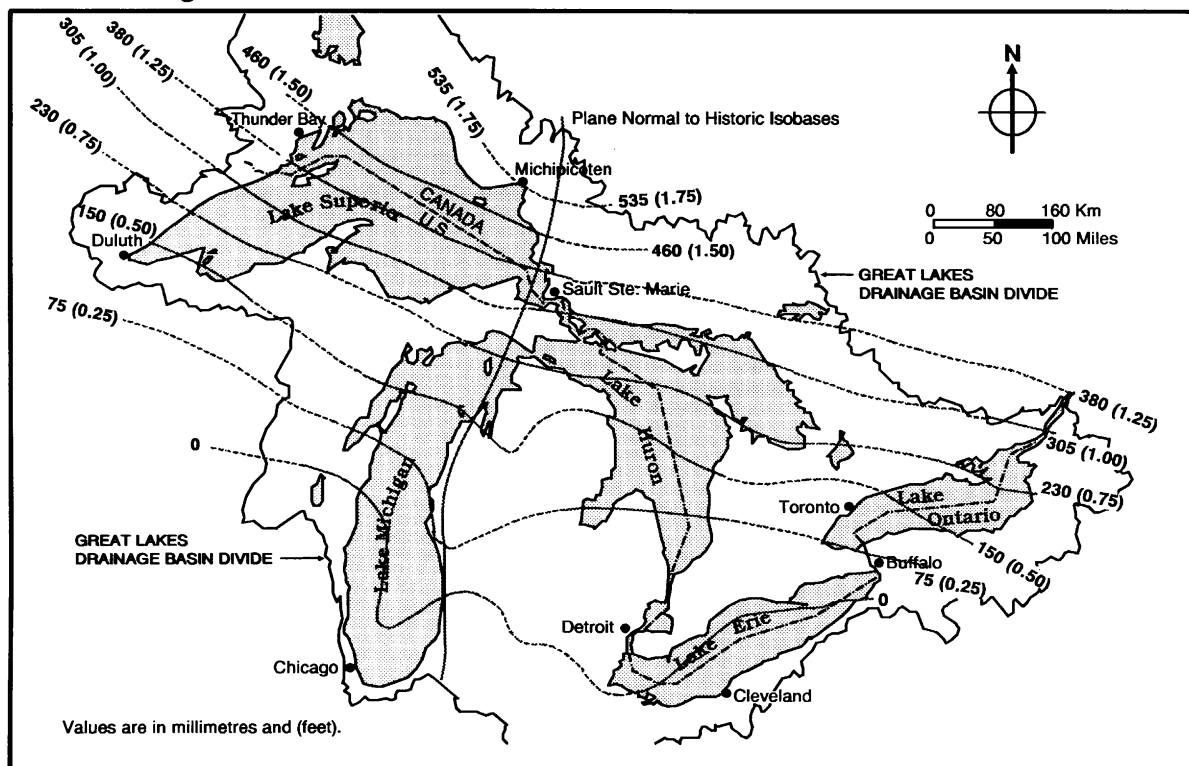 305 (1.00)
380 (1.25)
460 (1.50)
535 (1.75)
230 (0.75)
N
Thunder Bay
Plane Normal to Historic Isobases
Michipicoten
535 (1.75)
150 (0.50)
Duluth
Lake Superior
CANADA
U.S.
460 (1.50)
0 80 160 Km
0 50 100 Miles
GREAT LAKES
DRAINAGE BASIN DIVIDE
75 (0.25)
Sault Ste. Marie
0
Lake
Huron
Lake Michigan
380 (1.25)
305 (1.00)
230 (0.75)
Toronto
Lake
Ontario
150 (0.50)
GREAT LAKES
DRAINAGE BASIN DIVIDE
Buffalo
75 (0.25)
0
Detroit
Lake Erie
Chicago
Cleveland
Values are in millimetres and (feet).